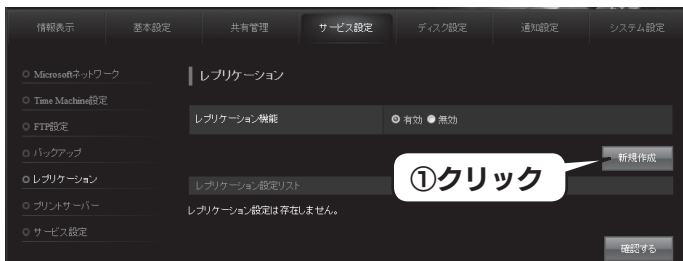 情報表示 基本設定 共有管理 サービス設定 ディスク設定 通知設定 システム設定
Microsoftネットワーク
Time Machine設定
FTP設定
バックアップ
レプリケーション
プリントサーバー
サービス設定
レプリケーション
レプリケーション機能 有効 無効
新規作成
①クリック
レプリケーション設定リスト
レプリケーション設定は存在しません。
確認する